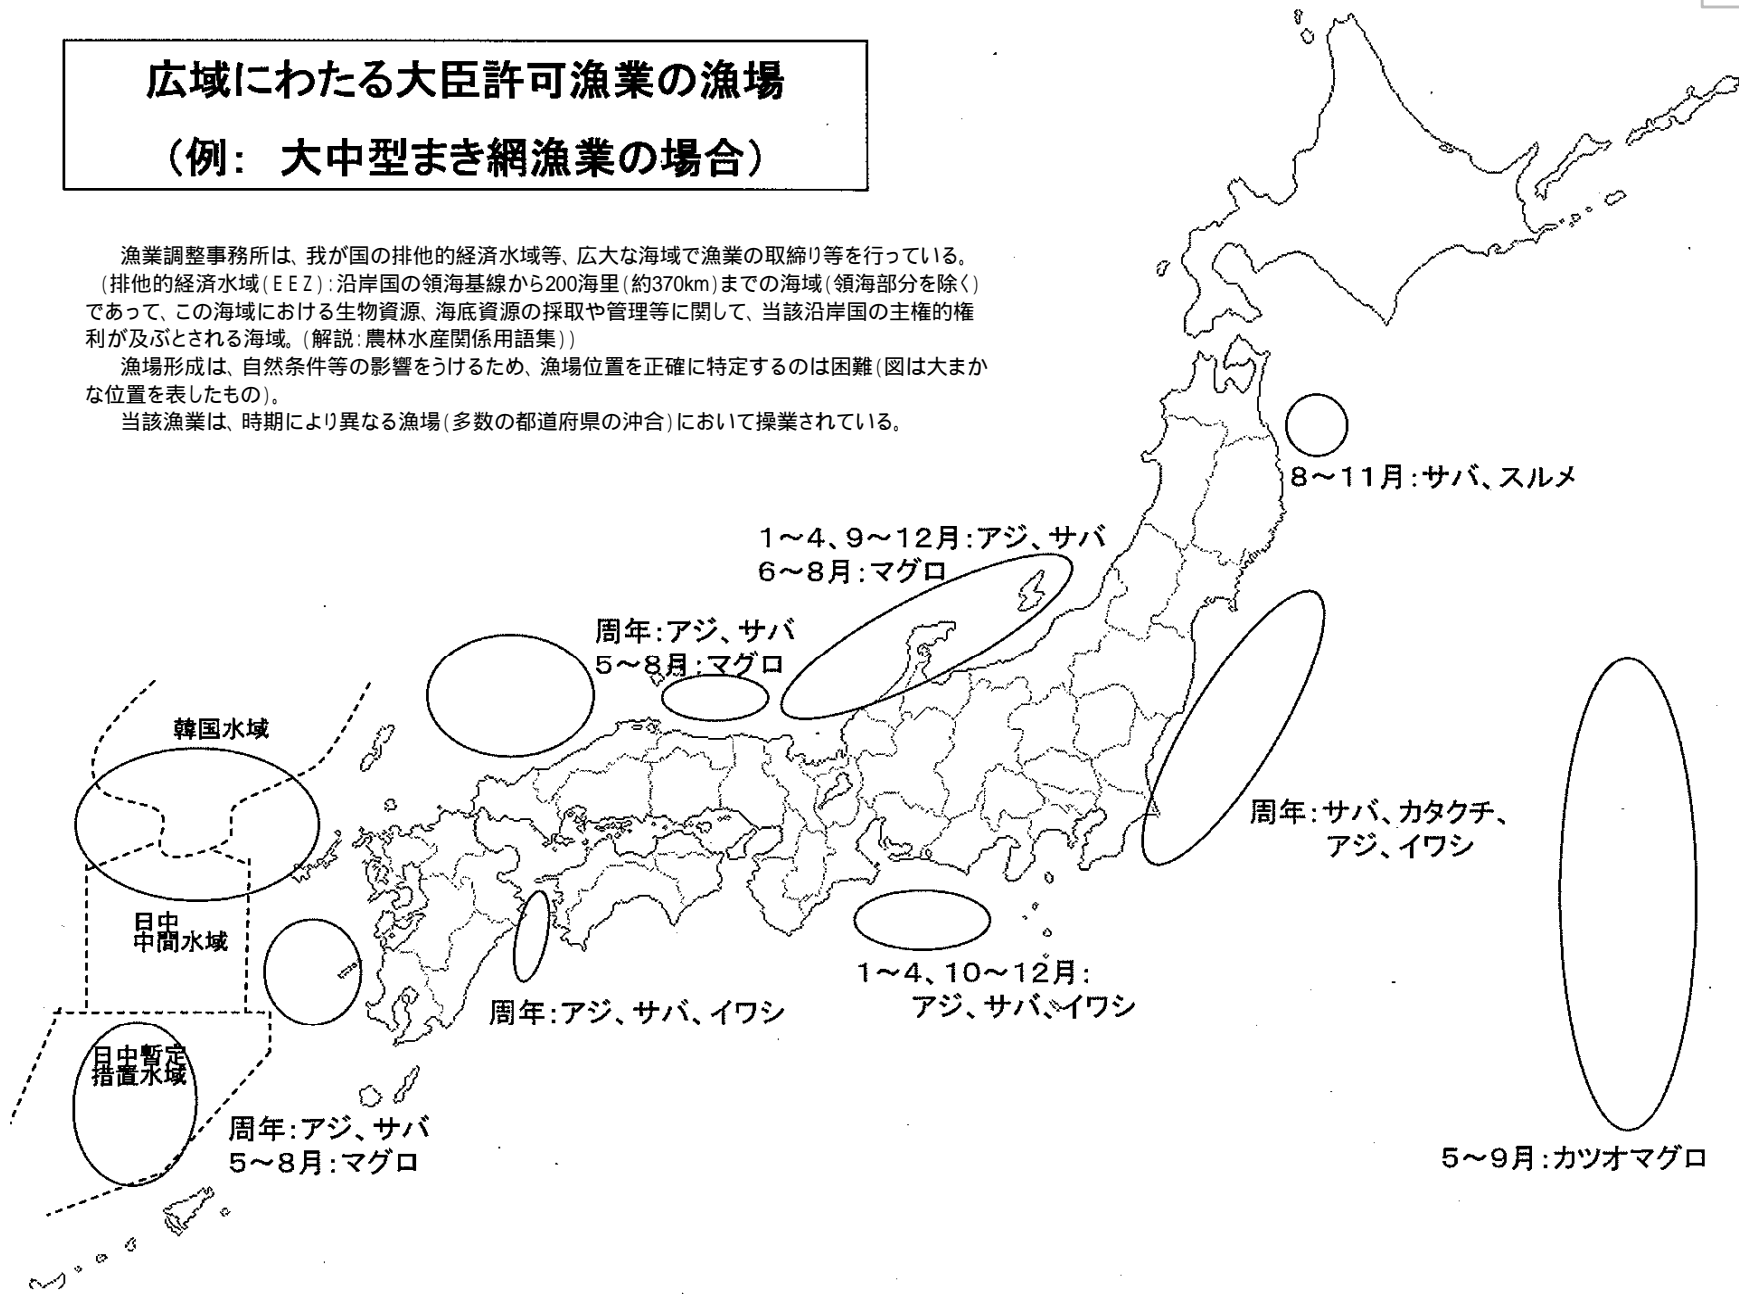 広域にわたる大臣許可漁業の漁場
（例：　大中型まき網漁業の場合）
漁業調整事務所は、我が国の排他的経済水域等、広大な海域で漁業の取締り等を行っている。
（排他的経済水域（ＥＥＺ）：沿岸国の領海基線から200海里（約370km）までの海域（領海部分を除く）
であって、この海域における生物資源、海底資源の採取や管理等に関して、当該沿岸国の主権的権
利が及ぶとされる海域。（解説：農林水産関係用語集））
漁場形成は、自然条件等の影響をうけるため、漁場位置を正確に特定するのは困難（図は大まか
な位置を表したもの）。
当該漁業は、時期により異なる漁場（多数の都道府県の沖合）において操業されている。
８～１１月：サバ、スルメ
１～４、９～１２月：アジ、サバ
６～８月：マグロ
周年：アジ、サバ
５～８月：マグロ
韓国水域
周年：サバ、カタクチ、
アジ、イワシ
日中
中間水域
１～４、１０～１２月：
アジ、サバ、イワシ
周年：アジ、サバ、イワシ
日中暫定
措置水域
周年：アジ、サバ
５～８月：マグロ
５～９月：カツオマグロ